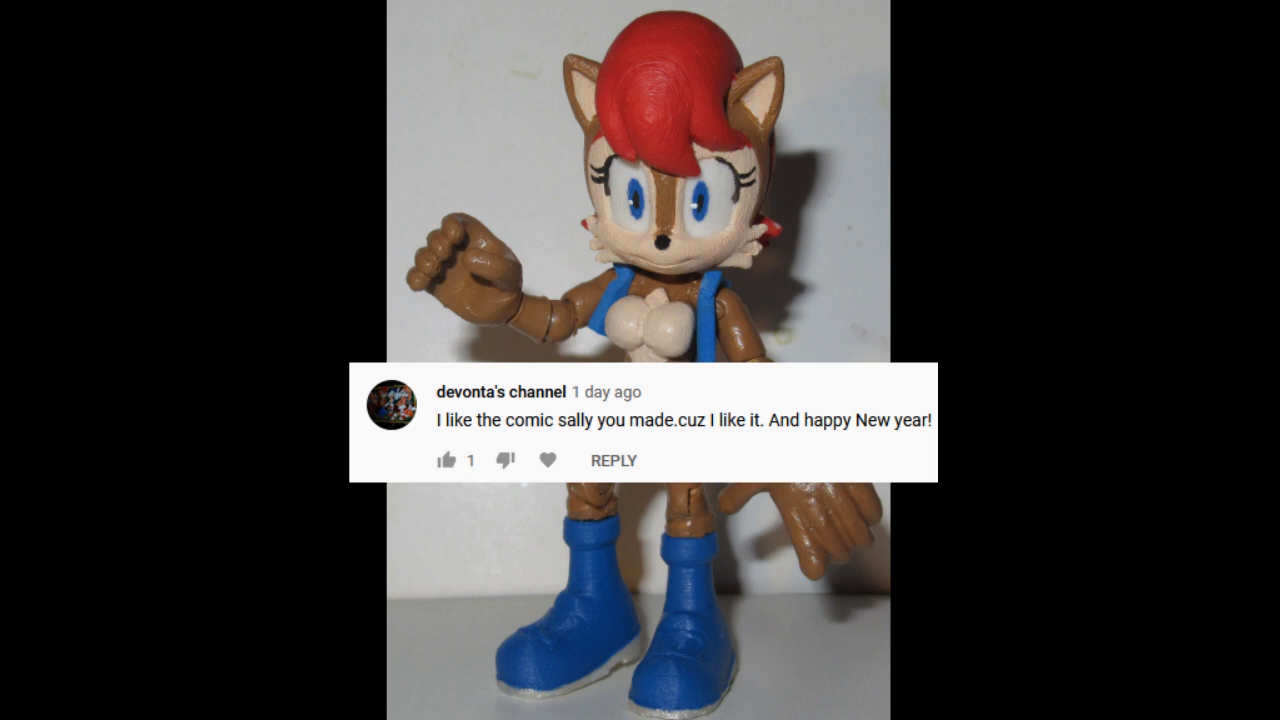 devonta's channel 1 day ago
I like the comic sally you made.cuz I like it. And happy New year!
1 REPLY